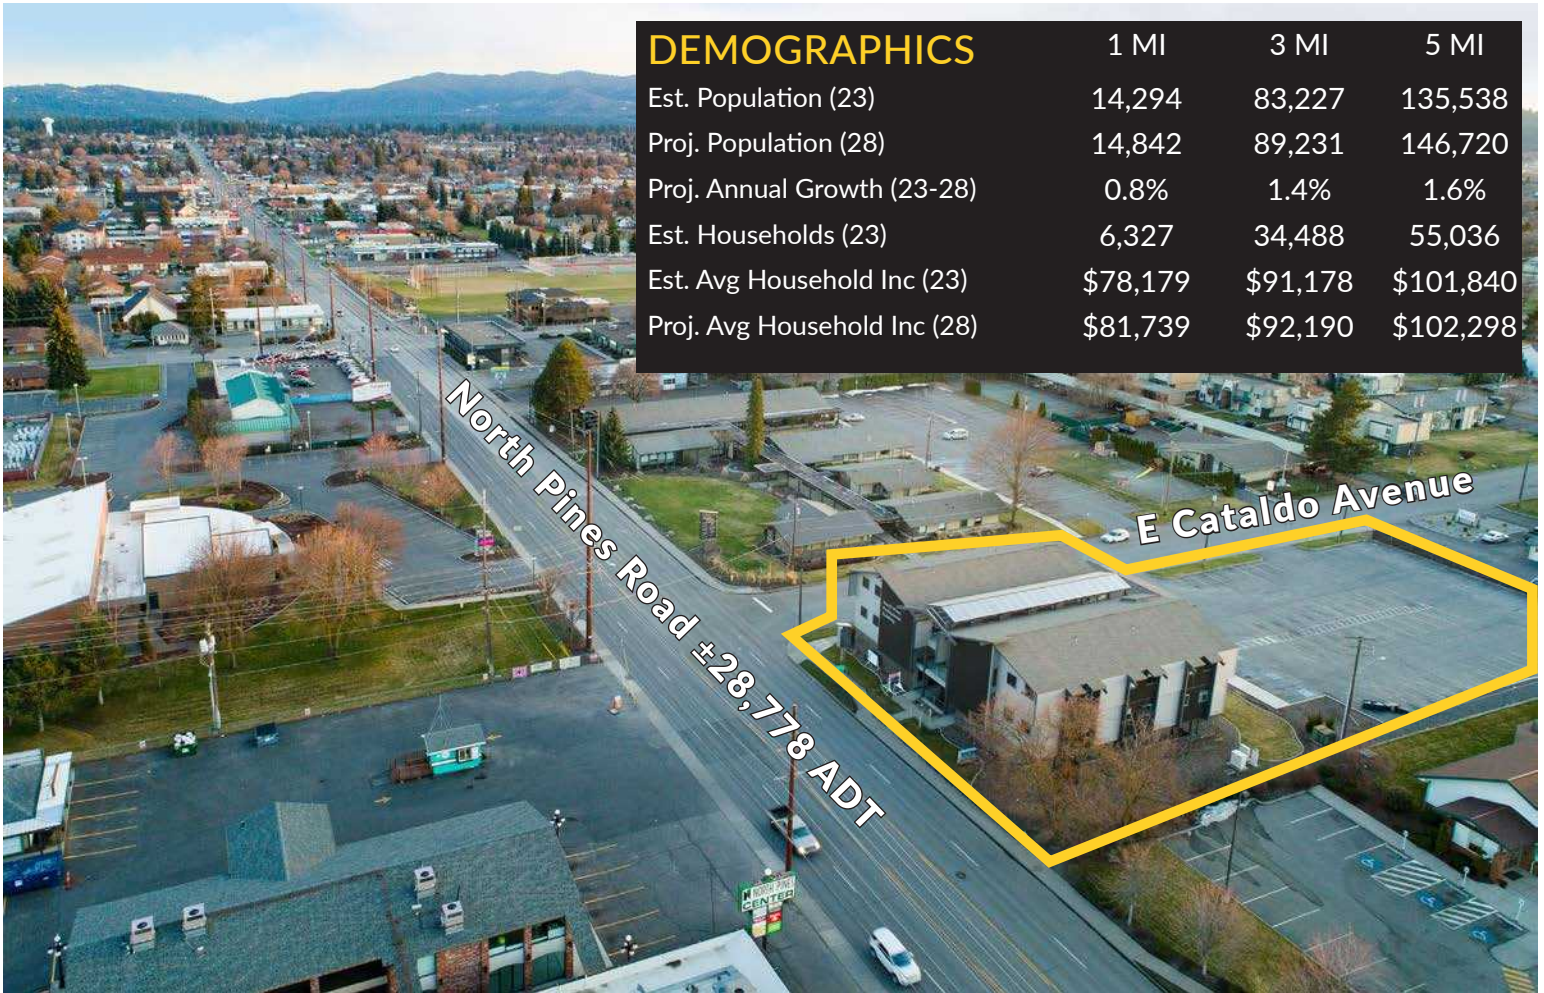 DEMOGRAPHICS 1 MI 3 MI 5 MI
Est. Population (23) 14,294 83,227 135,538
Proj. Population (28) 14,842 89,231 146,720
Proj. Annual Growth (23-28) 0.8% 1.4% 1.6%
Est. Households (23) 6,327 34,488 55,036
Est. Avg Household Inc (23) $78,179 $91,178 $101,840
Proj. Avg Household Inc (28) $81,739 $92,190 $102,298
E Cataldo Avenue
North Pines Road ±28,778 ADT
NORTH PINES
CENTER